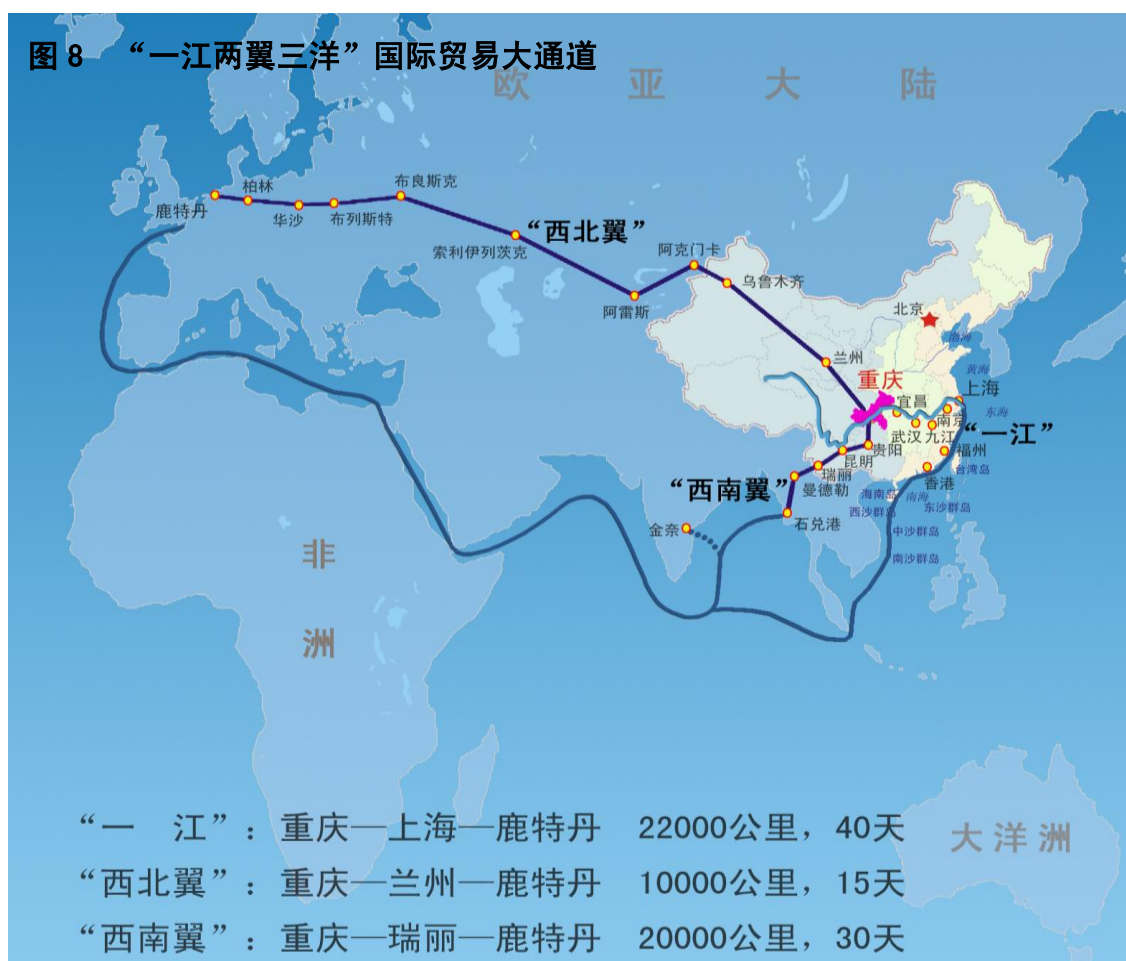 图 8 “一江两翼三洋”国际贸易大通道
欧 亚 大 陆
柏林
鹿特丹
华沙
布列斯特
布良斯克
“西北翼”
索利伊列茨克
阿克门卡
阿雷斯
乌鲁木齐
北京
渤海
兰州
黄海
重庆
上海
宜昌
东海
南京
武汉
九江
“一江”
贵阳
福州
昆明
台湾岛
瑞丽
香港
“西南翼”
曼德勒
海南岛
南海
东沙群岛
西沙群岛
石兑港
金奈
中沙群岛
南沙群岛
非
洲
大洋洲
“一 江”：重庆—上海—鹿特丹 22000公里，40天
“西北翼”：重庆—兰州—鹿特丹 10000公里，15天
“西南翼”：重庆—瑞丽—鹿特丹 20000公里，30天